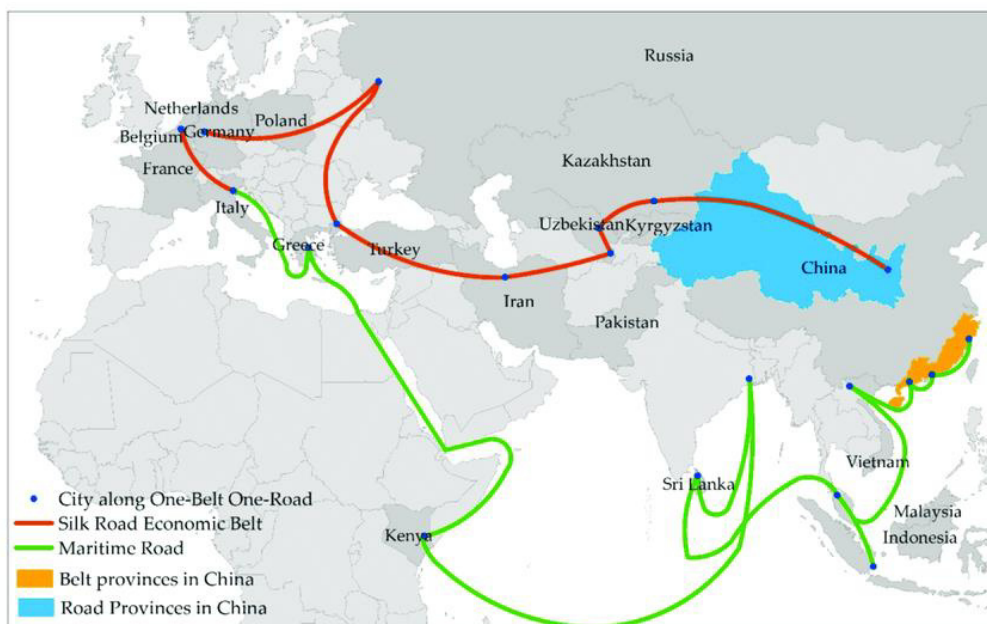 Russia
Netherlands
Poland
Belgium
Germany
France
Kazakhstan
Italy
Uzbekistan
Kyrgyzstan
Greece
Turkey
China
Iran
Pakistan
Vietnam
Sri Lanka
City along One-Belt One-Road
Malaysia
Silk Road Economic Belt
Kenya
Indonesia
Maritime Road
Belt provinces in China
Road Provinces in China